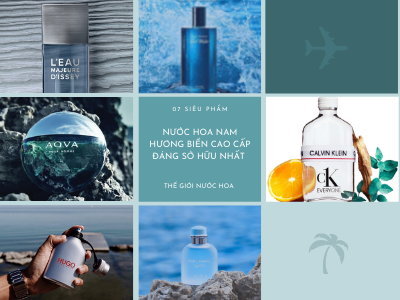 L'EAU
MAJEURE
D'ISSEY
07 SIÊU PHẨM
NƯỚC HOA NAM
HƯƠNG BIỂN CAO CẤP
ĐÁNG SỞ HỮU NHẤT
THẾ GIỚI NƯỚC HOA
AQVA
CALVIN KLEIN
CK
EVERYONE
HUGO